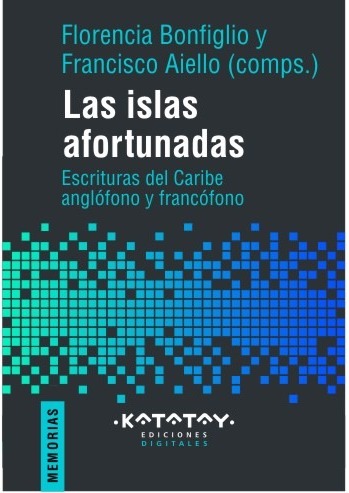 Florencia Bonfiglio y
Francisco Aiello (comps.)
Las islas
afortunadas
Escrituras del Caribe
anglófono y francófono
MEMORIAS
·KATATAY·
EDICIONES
DIGITALES